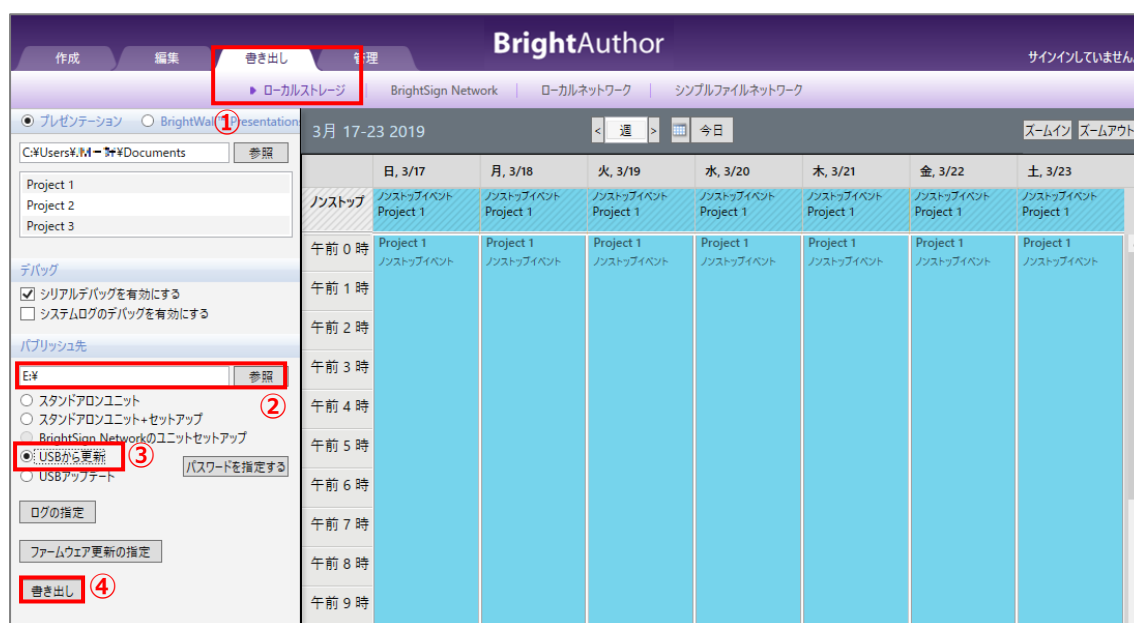 BrightAuthor
作成 編集 書き出し 管理 サインインしていません
ローカルストレージ BrightSign Network ローカルネットワーク シンプルファイルネットワーク
①
プレゼンテーション BrightWall™ Presentation
C:¥Users¥ ¥Documents 参照
Project 1
Project 2
Project 3
デバッグ
シリアルデバッグを有効にする
システムログのデバッグを有効にする
パブリッシュ先
E:¥ 参照
②
スタンドアロンユニット
スタンドアロンユニット+セットアップ
BrightSign Networkのユニットセットアップ
USBから更新 ③ パスワードを指定する
USBアップデート
ログの指定
ファームウェア更新の指定
書き出し ④
3月 17-23 2019 < 週 > 今日 ズームイン ズームアウト
日, 3/17 月, 3/18 火, 3/19 水, 3/20 木, 3/21 金, 3/22 土, 3/23
ノンストップ ノンストップイベント ノンストップイベント ノンストップイベント ノンストップイベント ノンストップイベント ノンストップイベント ノンストップイベント
Project 1 Project 1 Project 1 Project 1 Project 1 Project 1 Project 1
午前 0 時 Project 1 Project 1 Project 1 Project 1 Project 1 Project 1 Project 1
ノンストップイベント ノンストップイベント ノンストップイベント ノンストップイベント ノンストップイベント ノンストップイベント ノンストップイベント
午前 1 時
午前 2 時
午前 3 時
午前 4 時
午前 5 時
午前 6 時
午前 7 時
午前 8 時
午前 9 時